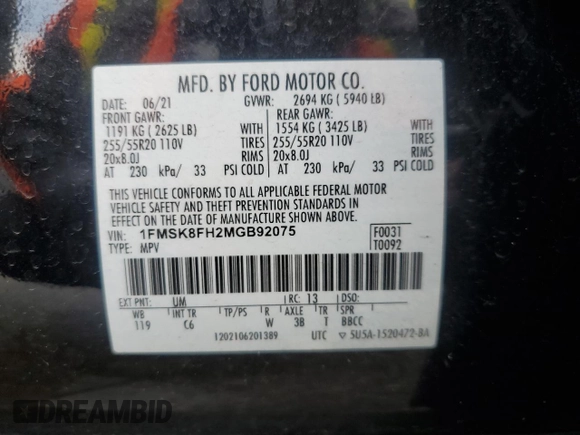 MFD. BY FORD MOTOR CO.
DATE: 06/21 GVWR: 2694 KG ( 5940 LB)
FRONT GAWR: REAR GAWR:
1191 KG ( 2625 LB) WITH 1554 KG ( 3425 LB) WITH
255/55R20 110V TIRES 255/55R20 110V TIRES
20x8.0J RIMS 20x8.0J RIMS
AT 230 kPa/ 33 PSI COLD AT 230 kPa/ 33 PSI COLD
THIS VEHICLE CONFORMS TO ALL APPLICABLE FEDERAL MOTOR
VEHICLE SAFETY AND THEFT PREVENTION STANDARDS IN
EFFECT ON THE DATE OF MANUFACTURE SHOWN ABOVE.
VIN: 1FMSK8FH2MGB92075 F0031
TYPE: MPV T0092
EXT PNT: UM RC: 13 DSO:
WB INT TR TP/PS R AXLE TR SPR
119 C6 W 3B T BBCC
1202106201389 UTC ▽ 5U5A-1520472-BA
DREAMBID